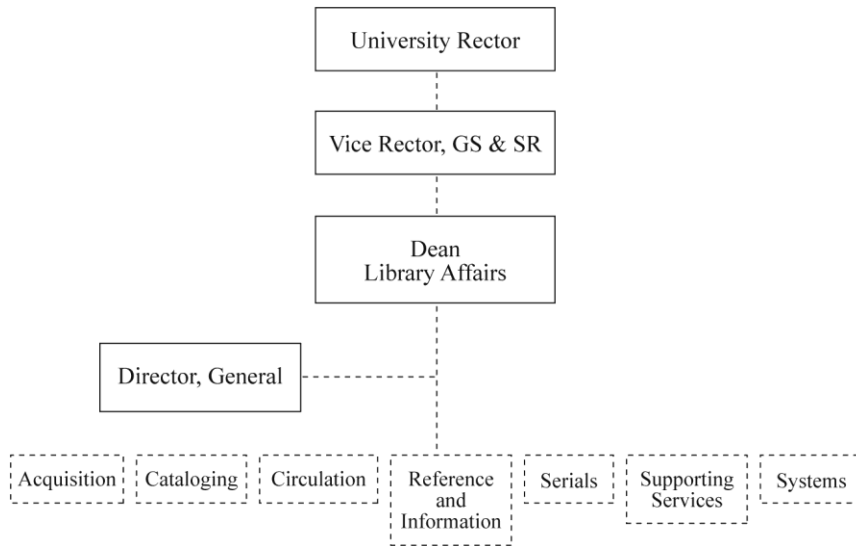 University Rector
Vice Rector, GS & SR
Dean
Library Affairs
Director, General
Acquisition
Cataloging
Circulation
Reference
and
Information
Serials
Supporting
Services
Systems